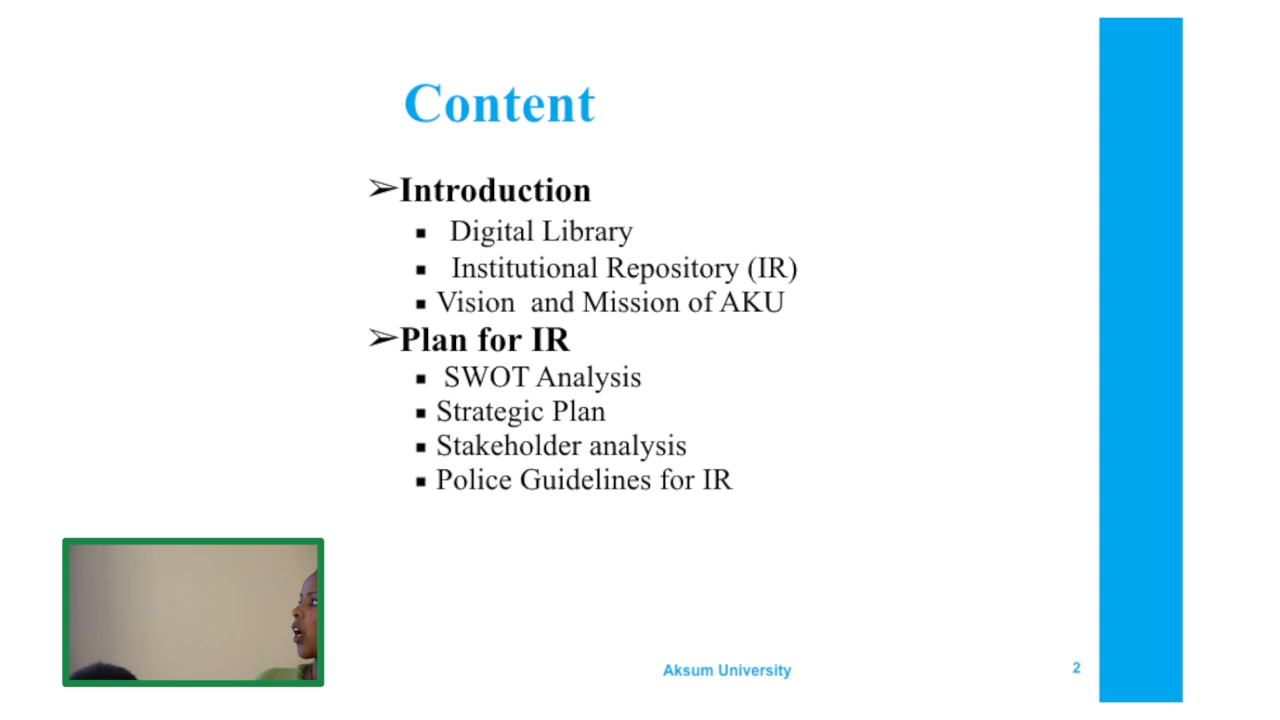 Content
➢Introduction
▪ Digital Library
▪ Institutional Repository (IR)
▪ Vision and Mission of AKU
➢Plan for IR
▪ SWOT Analysis
▪ Strategic Plan
▪ Stakeholder analysis
▪ Police Guidelines for IR
Aksum University
2